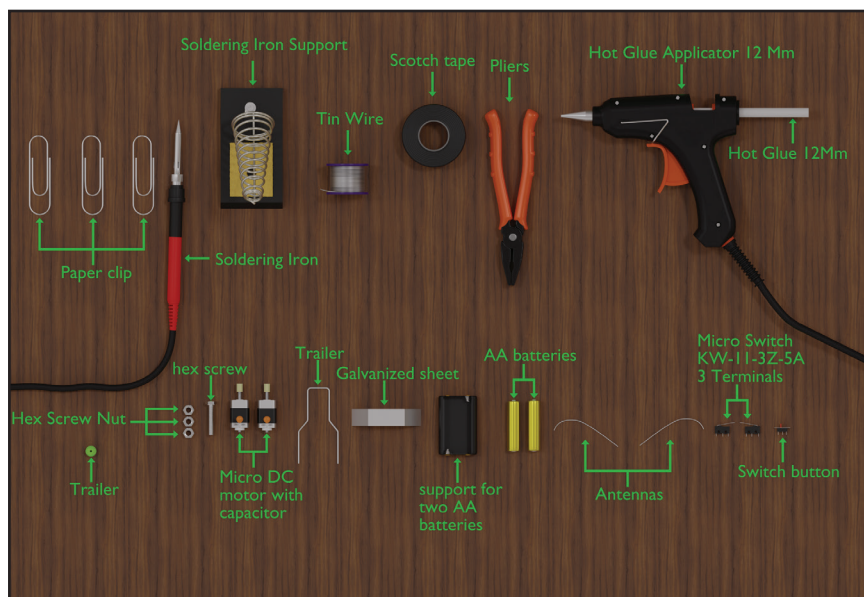 Soldering Iron Support
Scotch tape
Pliers
Hot Glue Applicator 12 Mm
Tin Wire
Hot Glue 12Mm
Paper clip
Soldering Iron
hex screw
Trailer
Galvanized sheet
AA batteries
Micro Switch
KW-11-3Z-5A
3 Terminals
Hex Screw Nut
Trailer
Micro DC
motor with
capacitor
support for
two AA
batteries
Antennas
Switch button